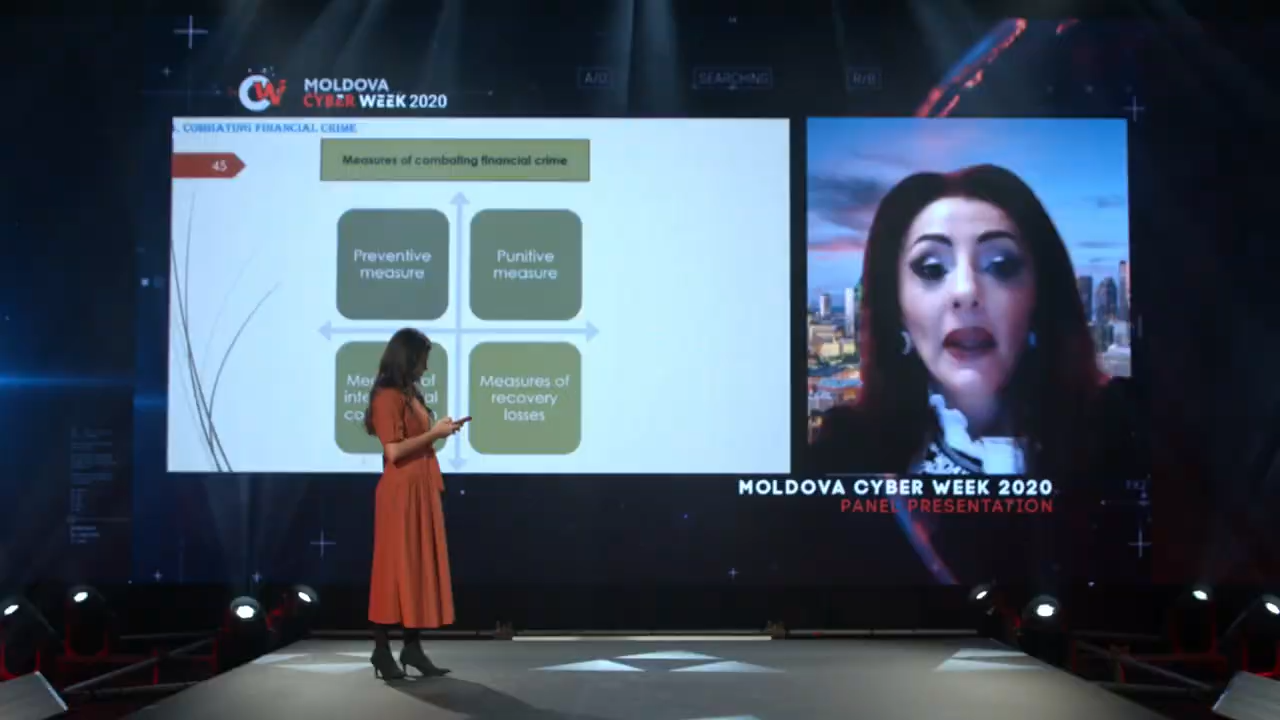 A/D
SEARCHING
R/B
CW
MOLDOVA
CYBER WEEK 2020
. COMBATING FINANCIAL CRIME
45
Measures of combating financial crime
Preventive
measure
Punitive
measure
Measures of
recovery
losses
MOLDOVA CYBER WEEK 2020
PANEL PRESENTATION